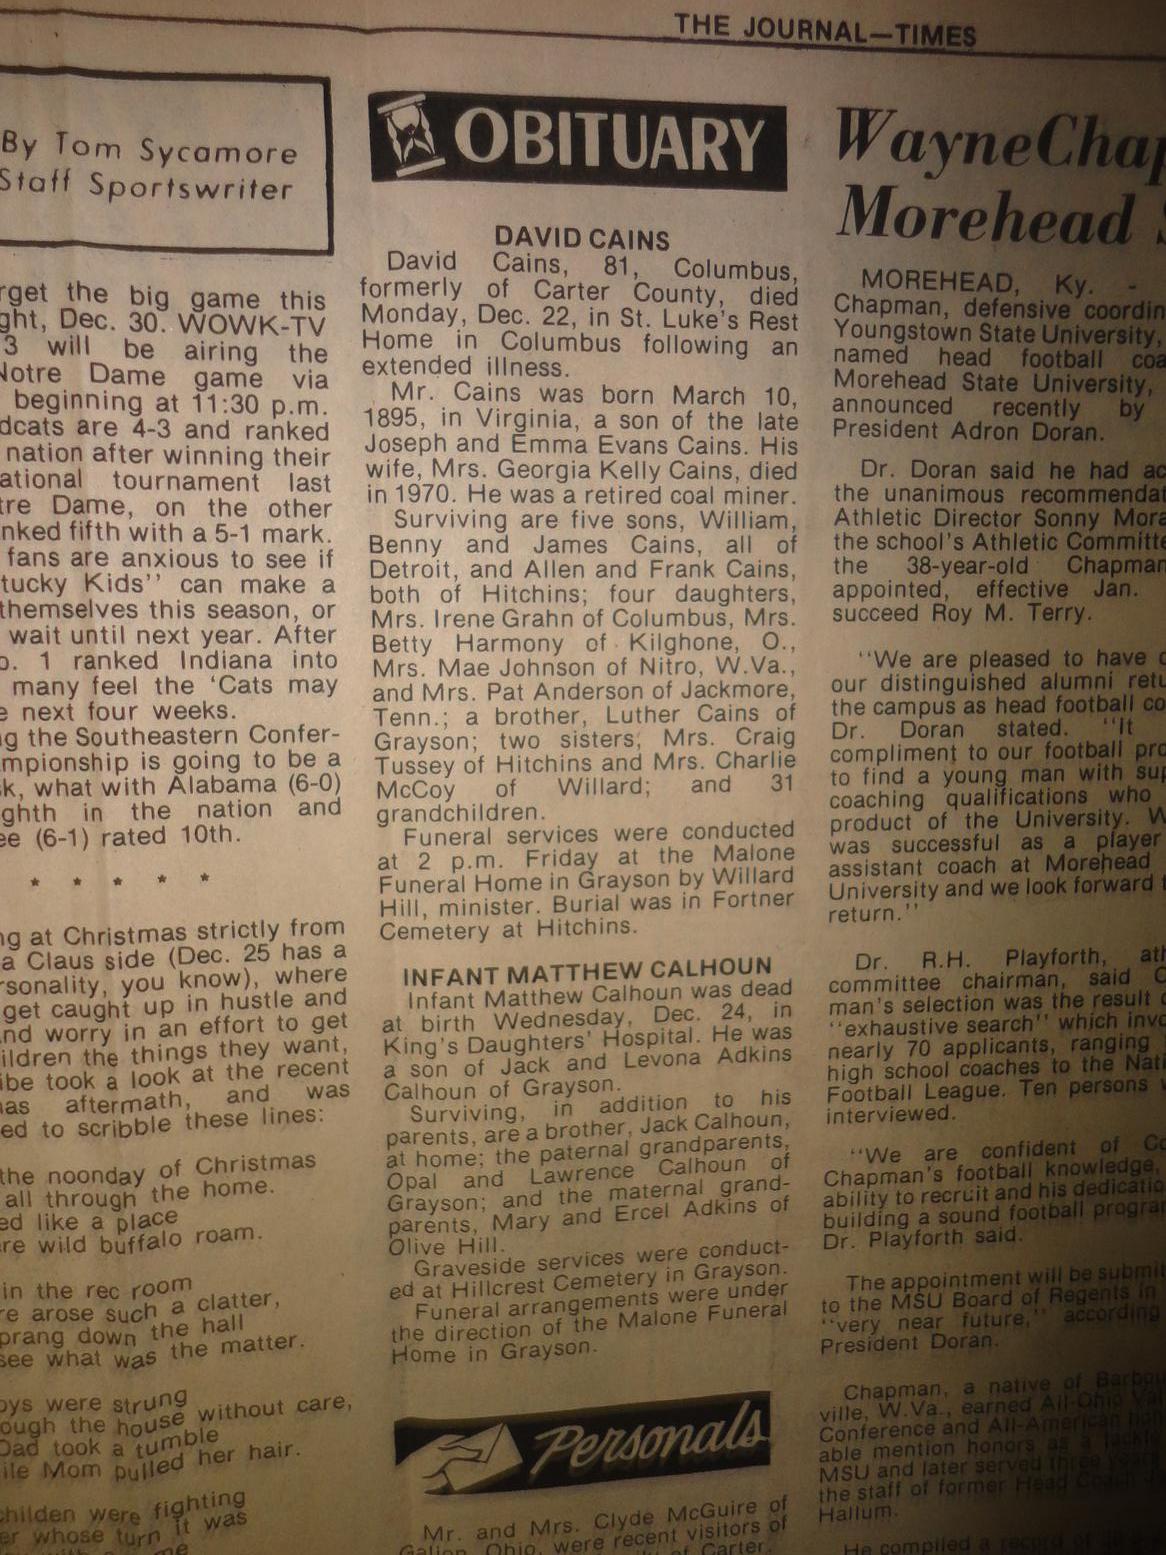 THE JOURNAL—TIMES
By Tom Sycamore
Staff Sportswriter
rget the big game this
ght, Dec. 30. WOWK-TV
3 will be airing the
Notre Dame game via
beginning at 11:30 p.m.
dcats are 4-3 and ranked
nation after winning their
ational tournament last
tre Dame, on the other
nked fifth with a 5-1 mark.
fans are anxious to see if
tucky Kids'' can make a
themselves this season, or
wait until next year. After
o. 1 ranked Indiana into
many feel the 'Cats may
e next four weeks.
ng the Southeastern Confer-
mpionship is going to be a
sk, what with Alabama (6-0)
ghth in the nation and
ee (6-1) rated 10th.
* * * * *
ng at Christmas strictly from
a Claus side (Dec. 25 has a
rsonality, you know), where
get caught up in hustle and
nd worry in an effort to get
ildren the things they want,
ibe took a look at the recent
nas aftermath, and was
ed to scribble these lines:
the noonday of Christmas
all through the home.
ed like a place
re wild buffalo roam.
in the rec room
re arose such a clatter,
prang down the hall
see what was the matter.
oys were strung
ough the house without care,
Dad took a tumble
ile Mom pulled her hair.
childen were fighting
er whose turn it was
OBITUARY
DAVID CAINS
David Cains, 81, Columbus,
formerly of Carter County, died
Monday, Dec. 22, in St. Luke's Rest
Home in Columbus following an
extended illness.
Mr. Cains was born March 10,
1895, in Virginia, a son of the late
Joseph and Emma Evans Cains. His
wife, Mrs. Georgia Kelly Cains, died
in 1970. He was a retired coal miner.
Surviving are five sons, William,
Benny and James Cains, all of
Detroit, and Allen and Frank Cains,
both of Hitchins; four daughters,
Mrs. Irene Grahn of Columbus, Mrs.
Betty Harmony of Kilghone, O.,
Mrs. Mae Johnson of Nitro, W.Va.,
and Mrs. Pat Anderson of Jackmore,
Tenn.; a brother, Luther Cains of
Grayson; two sisters, Mrs. Craig
Tussey of Hitchins and Mrs. Charlie
McCoy of Willard; and 31
grandchildren.
Funeral services were conducted
at 2 p.m. Friday at the Malone
Funeral Home in Grayson by Willard
Hill, minister. Burial was in Fortner
Cemetery at Hitchins.
INFANT MATTHEW CALHOUN
Infant Matthew Calhoun was dead
at birth Wednesday, Dec. 24, in
King's Daughters' Hospital. He was
a son of Jack and Levona Adkins
Calhoun of Grayson.
Surviving, in addition to his
parents, are a brother, Jack Calhoun,
at home; the paternal grandparents,
Opal and Lawrence Calhoun of
Grayson; and the maternal grand-
parents, Mary and Ercel Adkins of
Olive Hill.
Graveside services were conduct-
ed at Hillcrest Cemetery in Grayson.
Funeral arrangements were under
the direction of the Malone Funeral
Home in Grayson.
Personals
Mr. and Mrs. Clyde McGuire of
Galion, Ohio, were recent visitors of
of Carter.
Wayne Chap
Morehead S
MOREHEAD, Ky. -
Chapman, defensive coordin
Youngstown State University,
named head football coa
Morehead State University,
announced recently by
President Adron Doran.
Dr. Doran said he had ac
the unanimous recommendat
Athletic Director Sonny Mora
the school's Athletic Committe
the 38-year-old Chapman
appointed, effective Jan.
succeed Roy M. Terry.
''We are pleased to have o
our distinguished alumni retu
the campus as head football co
Dr. Doran stated. ''It
compliment to our football pro
to find a young man with sup
coaching qualifications who
product of the University. W
was successful as a player
assistant coach at Morehead
University and we look forward t
return.''
Dr. R.H. Playforth, ath
committee chairman, said C
man's selection was the result o
''exhaustive search'' which invo
nearly 70 applicants, ranging
high school coaches to the Nati
Football League. Ten persons w
interviewed.
''We are confident of Co
Chapman's football knowledge,
ability to recruit and his dedicatio
building a sound football program
Dr. Playforth said.
The appointment will be submit
to the MSU Board of Regents in
''very near future,'' according
President Doran.
Chapman, a native of Barbou
ville, W.Va., earned All-Ohio Val
Conference and All-American hon
able mention honors as a tackle
MSU and later served three years
the staff of former Head Coach
Hallum.
He compiled a record of